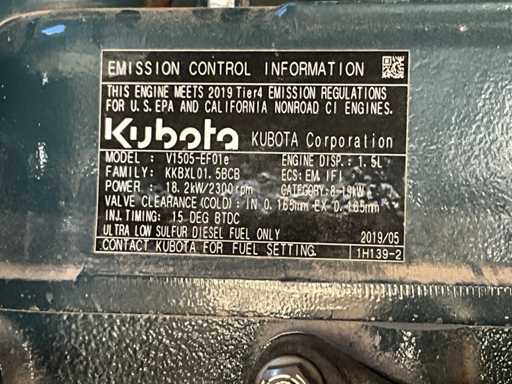 EMISSION CONTROL INFORMATION
THIS ENGINE MEETS 2019 Tier4 EMISSION REGULATIONS
FOR U.S.EPA AND CALIFORNIA NONROAD CI ENGINES.
Kubota KUBOTA Corporation
MODEL : V1505-EF01e ENGINE DISP.: 1.5L
FAMILY: KKBXL01.5BCB ECS:EM,IFI
POWER : 18.2kW/2300rpm CATEGORY:8-19kW
VALVE CLEARANCE(COLD): IN 0.165mm EX 0.165mm
INJ.TIMING: 15 DEG BTDC
ULTRA LOW SULFUR DIESEL FUEL ONLY 2019/05
CONTACT KUBOTA FOR FUEL SETTING. 1H139-2